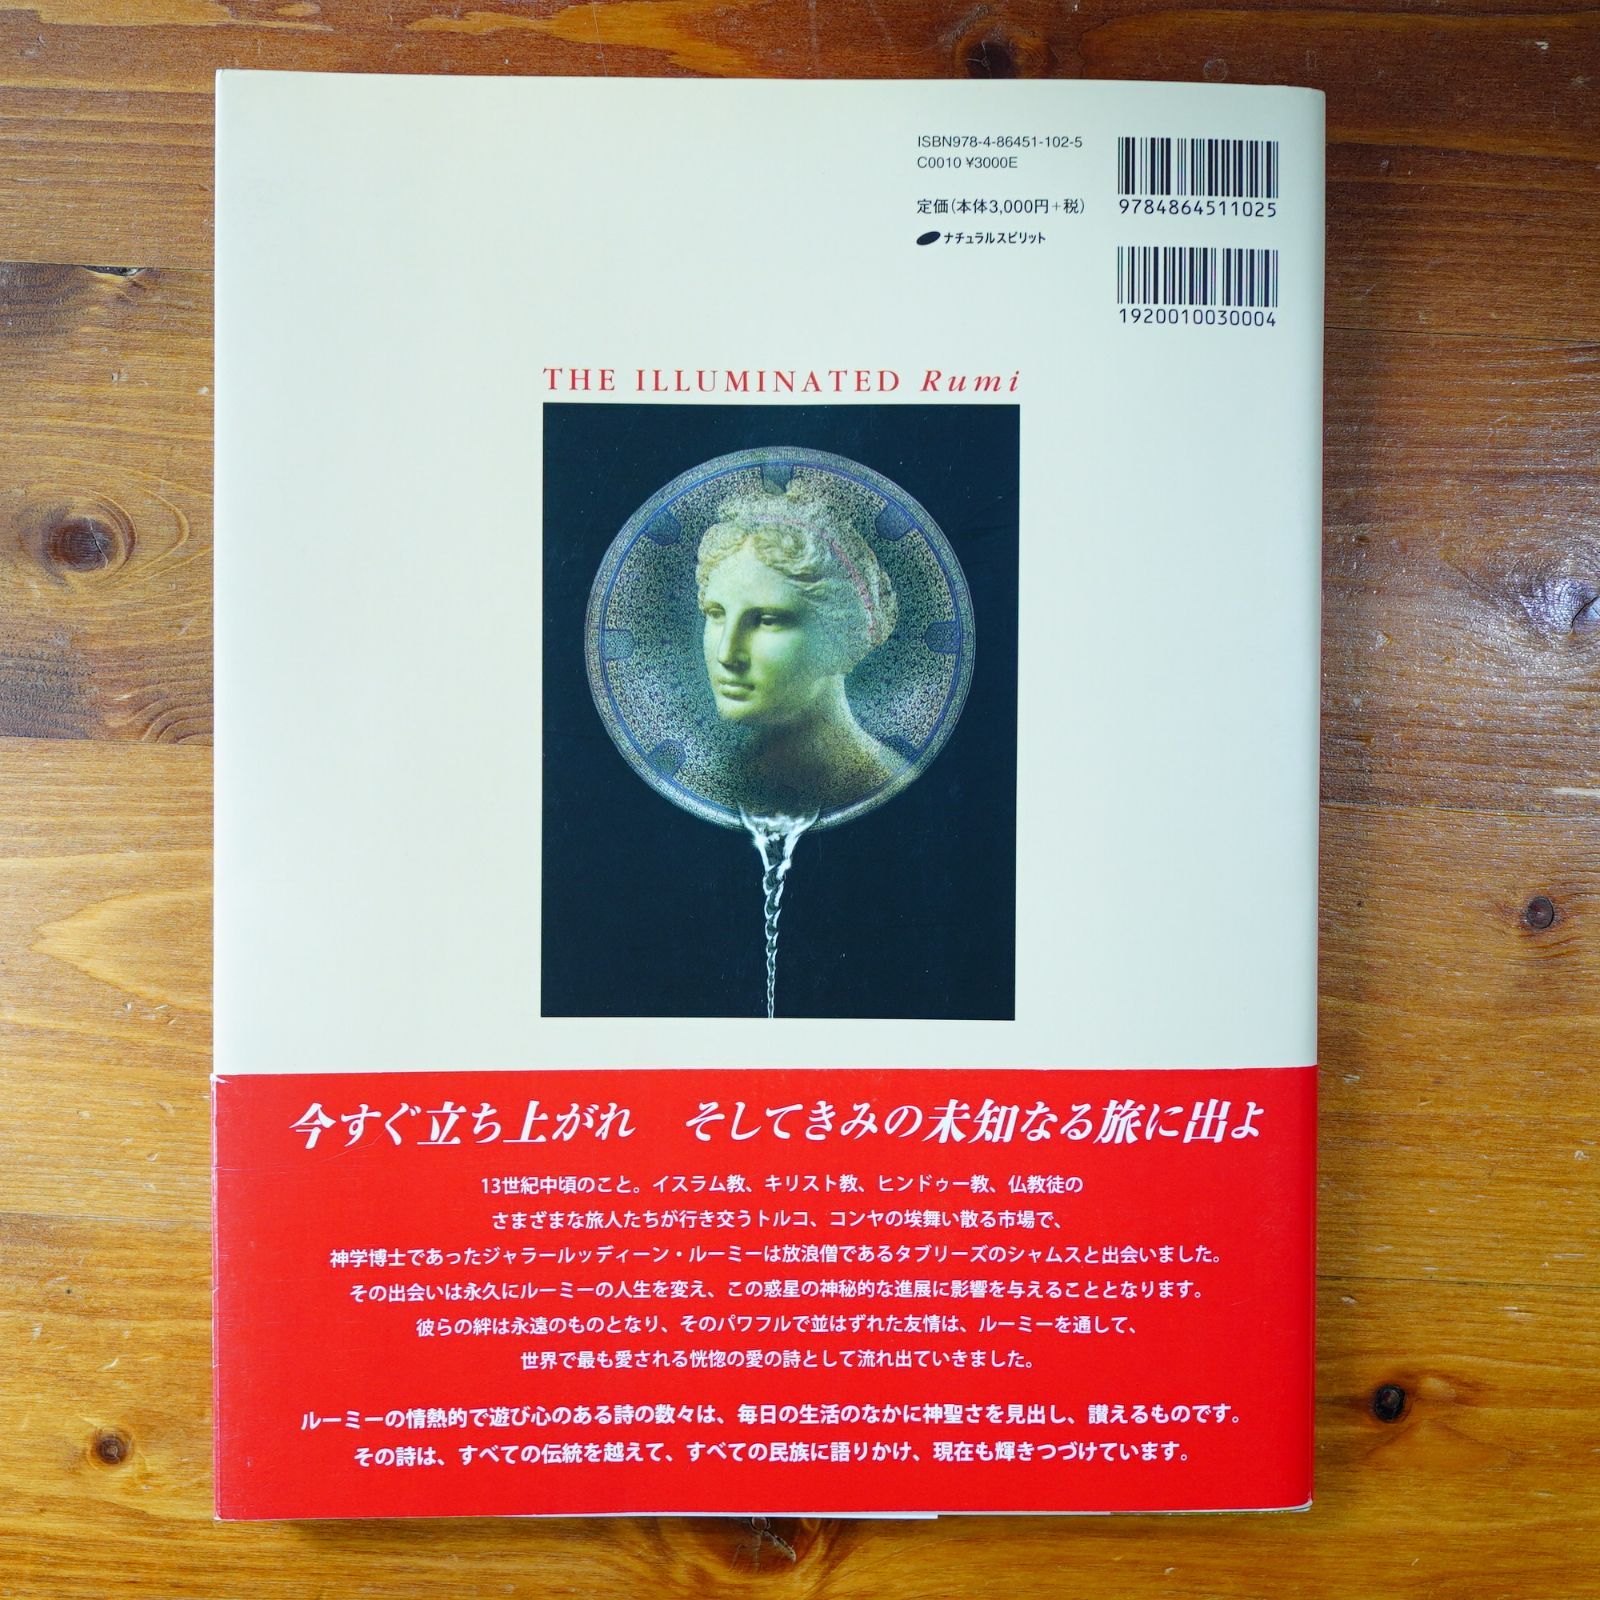 ISBN978-4-86451-102-5
C0010 ¥3000E
定価(本体3,000円+税)
ナチュラルスピリット
9784864511025
1920010030004
THE ILLUMINATED Rumi
今すぐ立ち上がれ　そしてきみの未知なる旅に出よ
13世紀中頃のこと。イスラム教、キリスト教、ヒンドゥー教、仏教徒の
さまざまな旅人たちが行き交うトルコ、コンヤの埃舞い散る市場で、
神学博士であったジャラールッディーン・ルーミーは放浪僧であるタブリーズのシャムスと出会いました。
その出会いは永久にルーミーの人生を変え、この惑星の神秘的な進展に影響を与えることとなります。
彼らの絆は永遠のものとなり、そのパワフルで並はずれた友情は、ルーミーを通して、
世界で最も愛される恍惚の愛の詩として流れ出ていきました。
ルーミーの情熱的で遊び心のある詩の数々は、毎日の生活のなかに神聖さを見出し、讃えるものです。
その詩は、すべての伝統を越えて、すべての民族に語りかけ、現在も輝きつづけています。